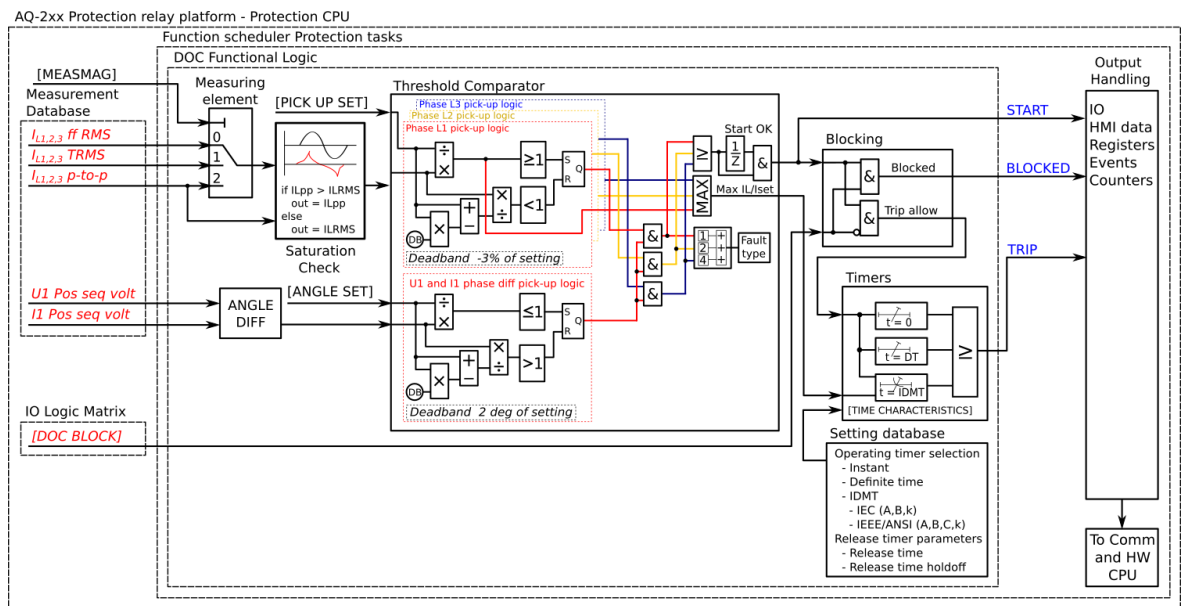 AQ-2xx Protection relay platform - Protection CPU
Function scheduler Protection tasks
DOC Functional Logic
[MEASMAG]
Measurement
Database
I L1,2,3 ff RMS
I L1,2,3 TRMS
I L1,2,3 p-to-p
Measuring
element
0
1
2
[PICK UP SET]
if ILpp > ILRMS
out = ILpp
else
out = ILRMS
Saturation
Check
Threshold Comparator
Phase L3 pick-up logic
Phase L2 pick-up logic
Phase L1 pick-up logic
÷
×
≥1
S
R
Q
×
÷
<1
+
−
DB
×
Deadband -3% of setting
≥
1
Z
Start OK
&
MAX
Max IL/Iset
&
&
&
1
2
4
+
+
+
Fault
type
U1 Pos seq volt
I1 Pos seq volt
ANGLE
DIFF
[ANGLE SET]
U1 and I1 phase diff pick-up logic
÷
×
≤1
S
R
Q
×
÷
>1
+
−
DB
×
Deadband 2 deg of setting
Blocking
&
Blocked
&
Trip allow
Timers
t = 0
t = DT
t = IDMT
≥
[TIME CHARACTERISTICS]
START
BLOCKED
TRIP
Output
Handling
IO
HMI data
Registers
Events
Counters
To Comm
and HW
CPU
IO Logic Matrix
[DOC BLOCK]
Setting database
Operating timer selection
- Instant
- Definite time
- IDMT
- IEC (A,B,k)
- IEEE/ANSI (A,B,C,k)
Release timer parameters
- Release time
- Release time holdoff